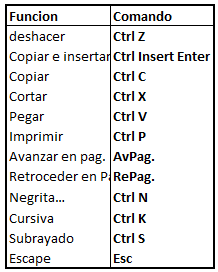 Funcion Comando
deshacer Ctrl Z
Copiar e insertar Ctrl Insert Enter
Copiar Ctrl C
Cortar Ctrl X
Pegar Ctrl V
Imprimir Ctrl P
Avanzar en pag. AvPag.
Retroceder en Pa RePag.
Negrita... Ctrl N
Cursiva Ctrl K
Subrayado Ctrl S
Escape Esc